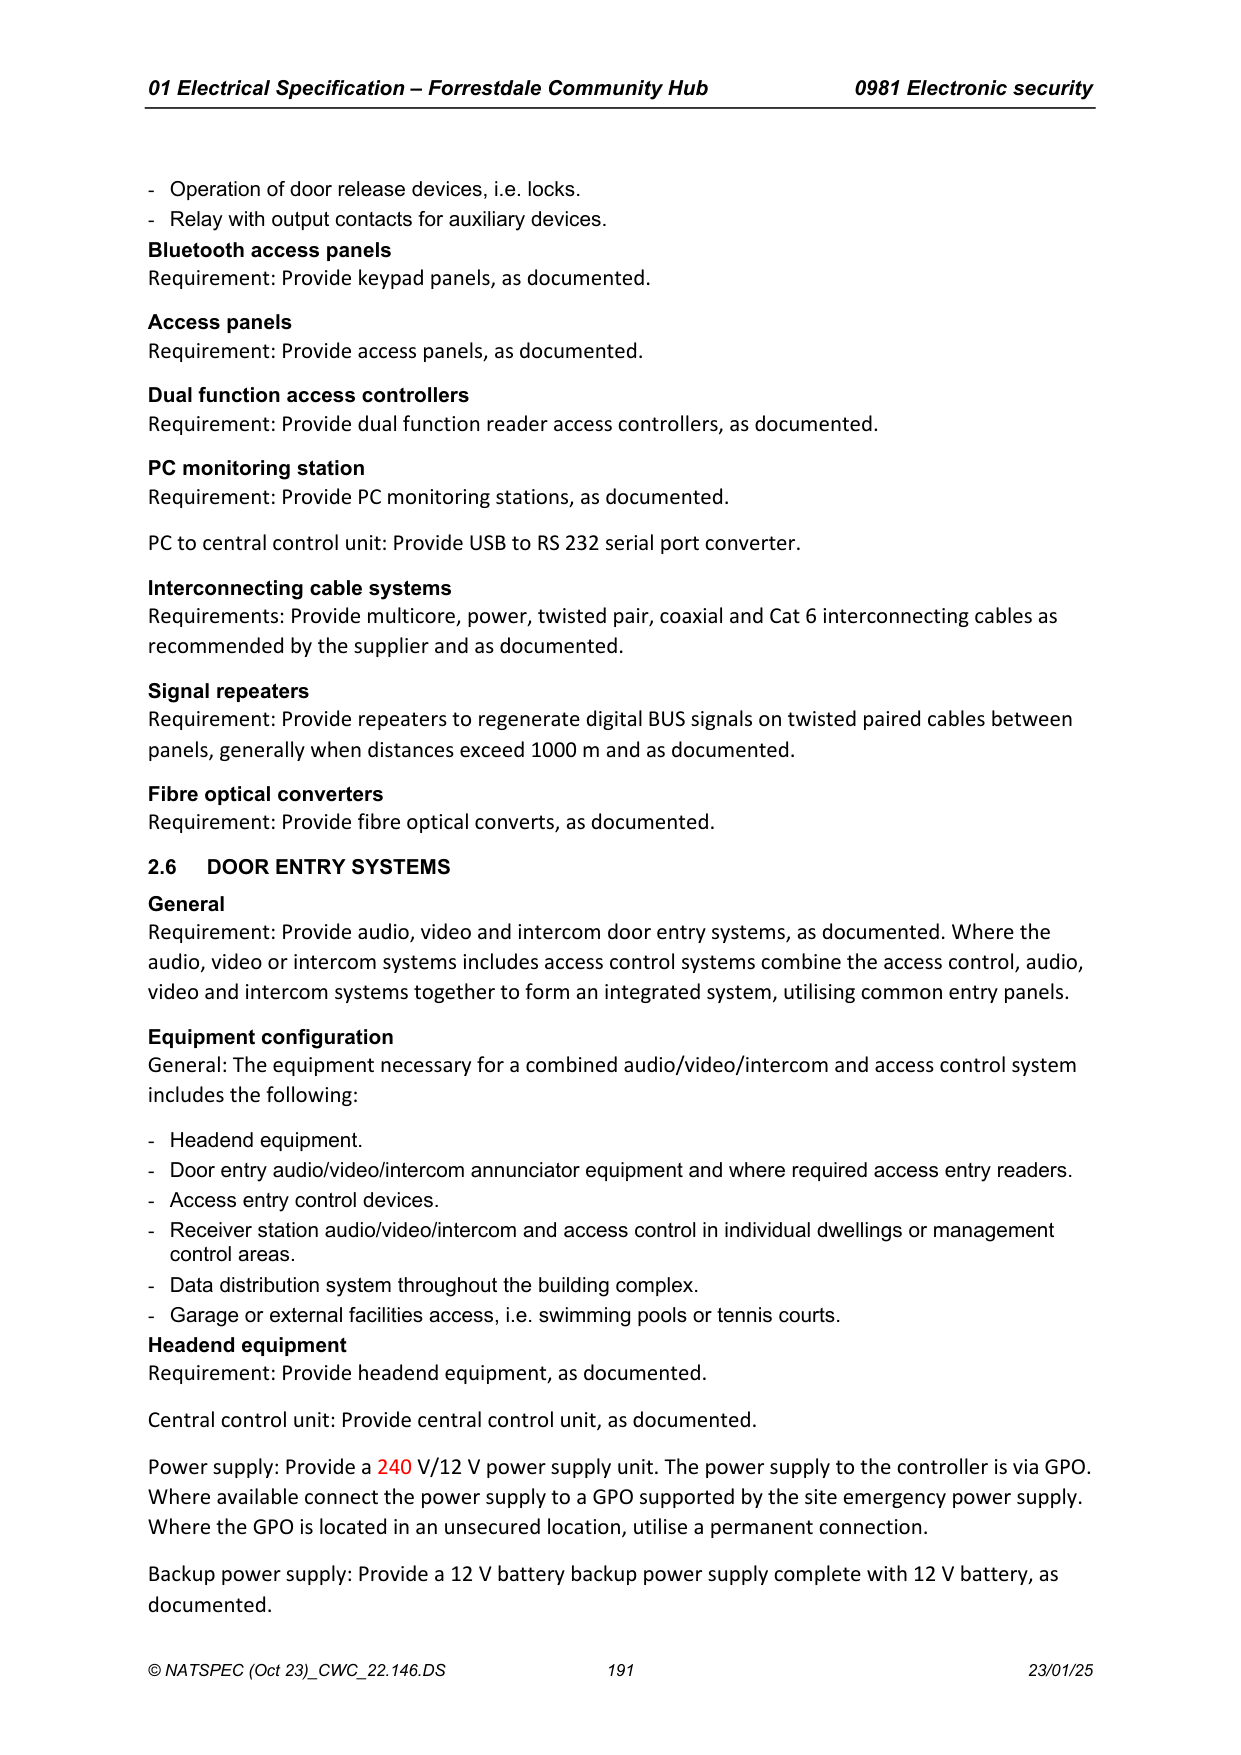 01 Electrical Specification – Forrestdale Community Hub 0981 Electronic security
- Operation of door release devices, i.e. locks.
- Relay with output contacts for auxiliary devices.
Bluetooth access panels
Requirement: Provide keypad panels, as documented.
Access panels
Requirement: Provide access panels, as documented.
Dual function access controllers
Requirement: Provide dual function reader access controllers, as documented.
PC monitoring station
Requirement: Provide PC monitoring stations, as documented.
PC to central control unit: Provide USB to RS 232 serial port converter.
Interconnecting cable systems
Requirements: Provide multicore, power, twisted pair, coaxial and Cat 6 interconnecting cables as
recommended by the supplier and as documented.
Signal repeaters
Requirement: Provide repeaters to regenerate digital BUS signals on twisted paired cables between
panels, generally when distances exceed 1000 m and as documented.
Fibre optical converters
Requirement: Provide fibre optical converts, as documented.
2.6 DOOR ENTRY SYSTEMS
General
Requirement: Provide audio, video and intercom door entry systems, as documented. Where the
audio, video or intercom systems includes access control systems combine the access control, audio,
video and intercom systems together to form an integrated system, utilising common entry panels.
Equipment configuration
General: The equipment necessary for a combined audio/video/intercom and access control system
includes the following:
- Headend equipment.
- Door entry audio/video/intercom annunciator equipment and where required access entry readers.
- Access entry control devices.
- Receiver station audio/video/intercom and access control in individual dwellings or management
control areas.
- Data distribution system throughout the building complex.
- Garage or external facilities access, i.e. swimming pools or tennis courts.
Headend equipment
Requirement: Provide headend equipment, as documented.
Central control unit: Provide central control unit, as documented.
Power supply: Provide a 240 V/12 V power supply unit. The power supply to the controller is via GPO.
Where available connect the power supply to a GPO supported by the site emergency power supply.
Where the GPO is located in an unsecured location, utilise a permanent connection.
Backup power supply: Provide a 12 V battery backup power supply complete with 12 V battery, as
documented.
© NATSPEC (Oct 23)_CWC_22.146.DS 191 23/01/25